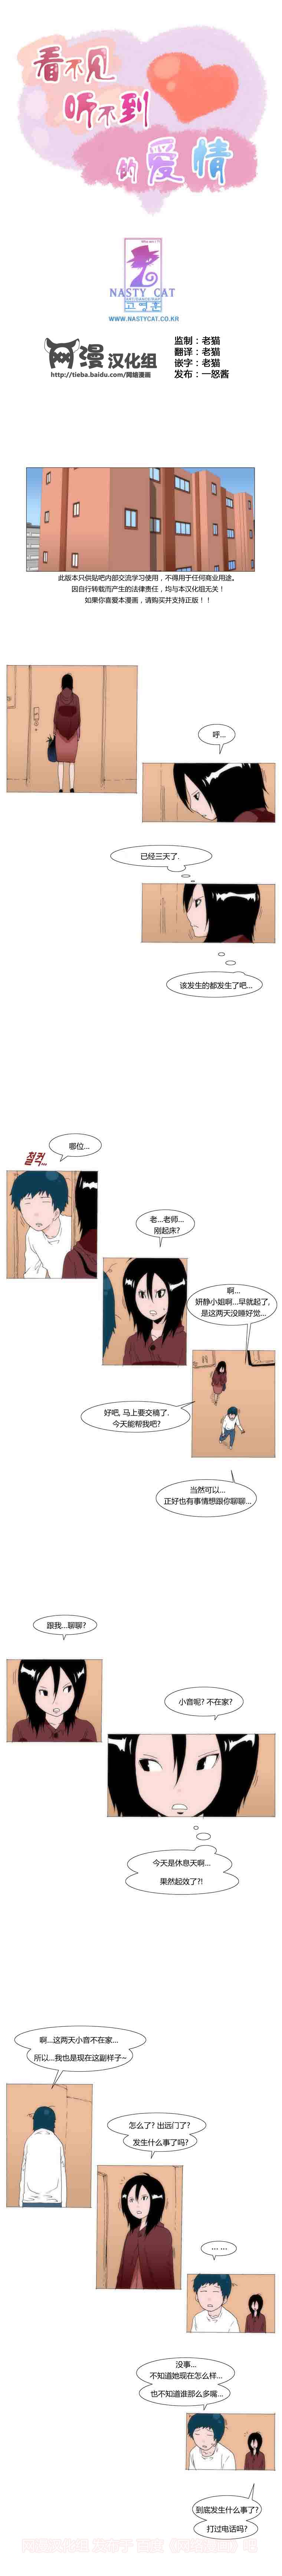 看不见
听不到
的爱情
NASTY CAT
WWW.NASTYCAT.CO.KR
网漫汉化组
http://tieba.baidu.com/网络漫画
监制：老猫
翻译：老猫
嵌字：老猫
发布：一怒酱
此版本只供贴吧内部交流学习使用，不得用于任何商业用途。
因自行转载而产生的法律责任，均与本汉化组无关！
如果你喜爱本漫画，请购买并支持正版！！
呼...
已经三天了.
该发生的都发生了吧...
哪位...
철컥
老...老师...
刚起床?
啊...
妍静小姐啊...早就起了,
是这两天没睡好觉...
好吧, 马上要交稿了.
今天能帮我吧?
当然可以...
正好也有事情想跟你聊聊...
跟我...聊聊?
小音呢? 不在家?
今天是休息天啊...
果然起效了?!
啊...这两天小音不在家...
所以...我也是现在这副样子~
怎么了? 出远门了?
发生什么事了吗?
... ...
没事...
不知道她现在怎么样...
也不知道谁那么多嘴...
到底发生什么事了?
打过电话吗?